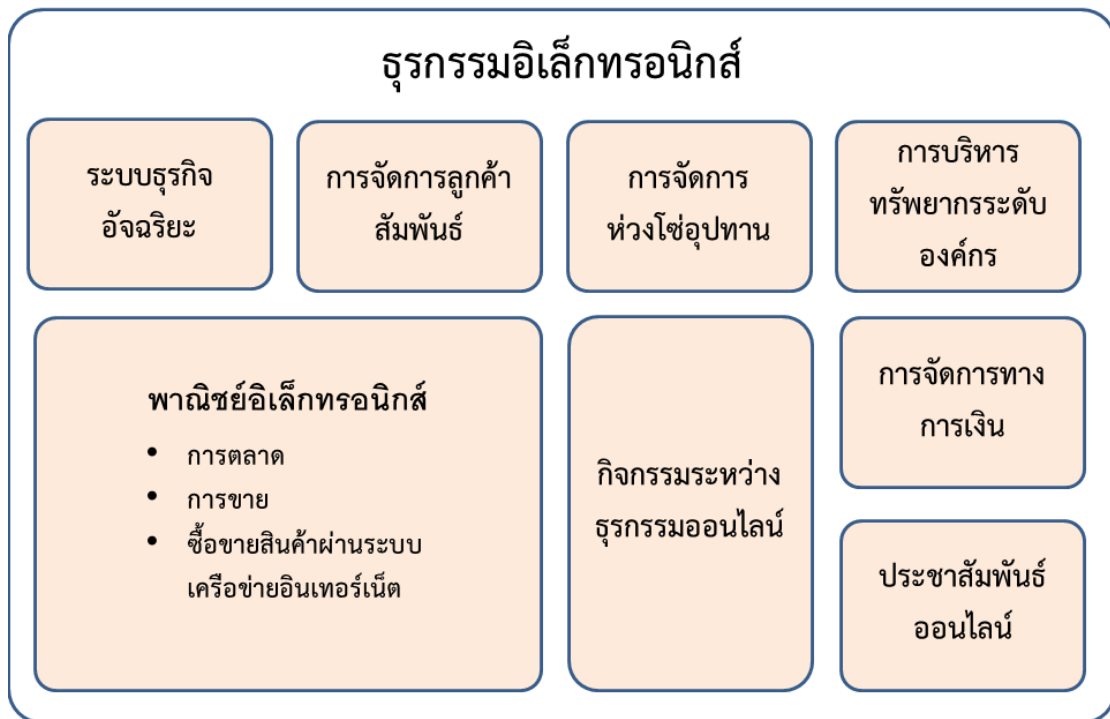 ธุรกรรมอิเล็กทรอนิกส์
ระบบธุรกิจ
อัจฉริยะ
การจัดการลูกค้า
สัมพันธ์
การจัดการ
ห่วงโซ่อุปทาน
การบริหาร
ทรัพยากรระดับ
องค์กร
พาณิชย์อิเล็กทรอนิกส์
• การตลาด
• การขาย
• ซื้อขายสินค้าผ่านระบบ
เครือข่ายอินเทอร์เน็ต
กิจกรรมระหว่าง
ธุรกรรมออนไลน์
การจัดการทาง
การเงิน
ประชาสัมพันธ์
ออนไลน์